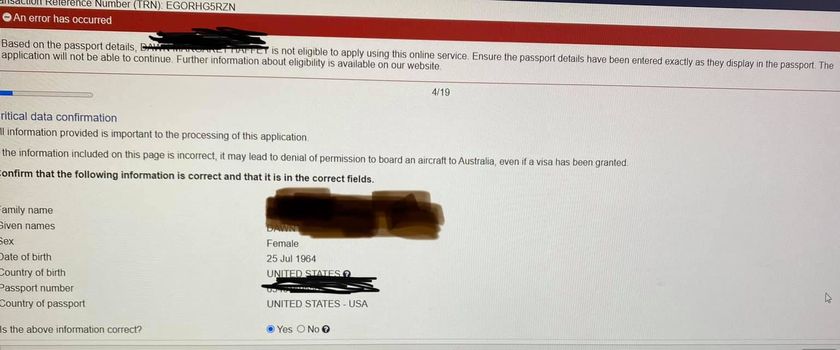 Reference Number (TRN): EGORHG5RZN
An error has occurred
Based on the passport details, is not eligible to apply using this online service. Ensure the passport details have been entered exactly as they display in the passport. The
application will not be able to continue. Further information about eligibility is available on our website.
4/19
ritical data confirmation
ll information provided is important to the processing of this application.
the information included on this page is incorrect, it may lead to denial of permission to board an aircraft to Australia, even if a visa has been granted.
Confirm that the following information is correct and that it is in the correct fields.
amily name
Given names
Sex Female
Date of birth 25 Jul 1964
Country of birth UNITED STATES
Passport number
Country of passport UNITED STATES - USA
Is the above information correct? Yes No